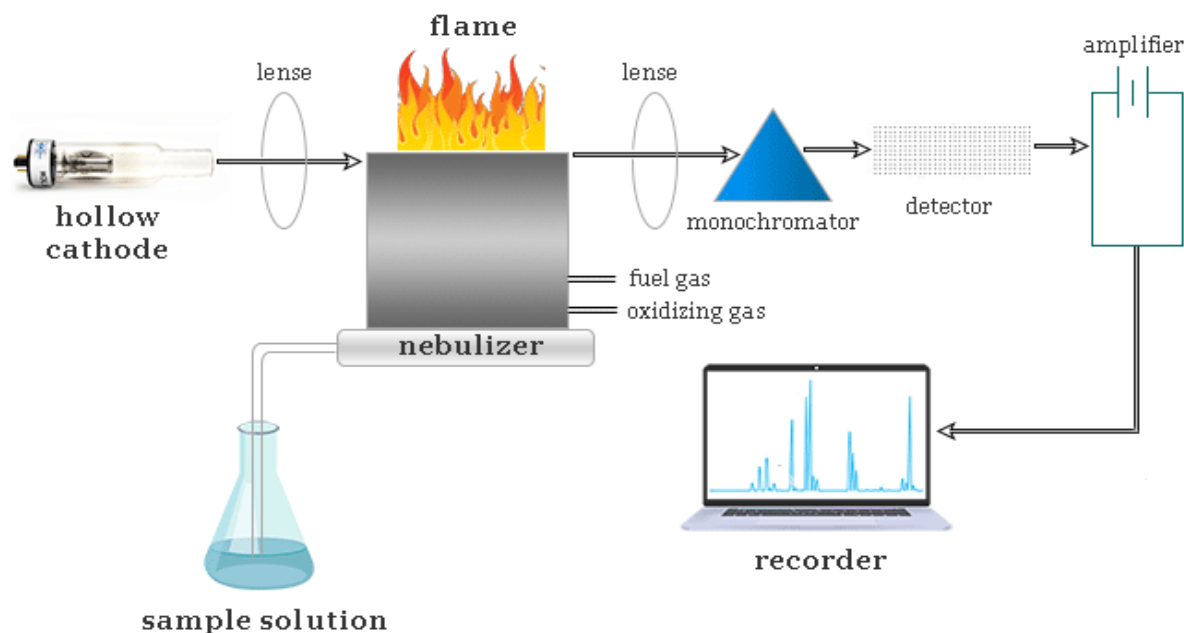 flame
lense
lense
amplifier
hollow
cathode
monochromator
detector
fuel gas
oxidizing gas
nebulizer
recorder
sample solution